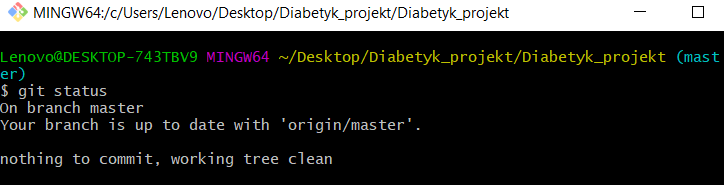 MINGW64:/c/Users/Lenovo/Desktop/Diabetyk_projekt/Diabetyk_projekt
Lenovo@DESKTOP-743TBV9 MINGW64 ~/Desktop/Diabetyk_projekt/Diabetyk_projekt (mast
er)
$ git status
On branch master
Your branch is up to date with 'origin/master'.
nothing to commit, working tree clean